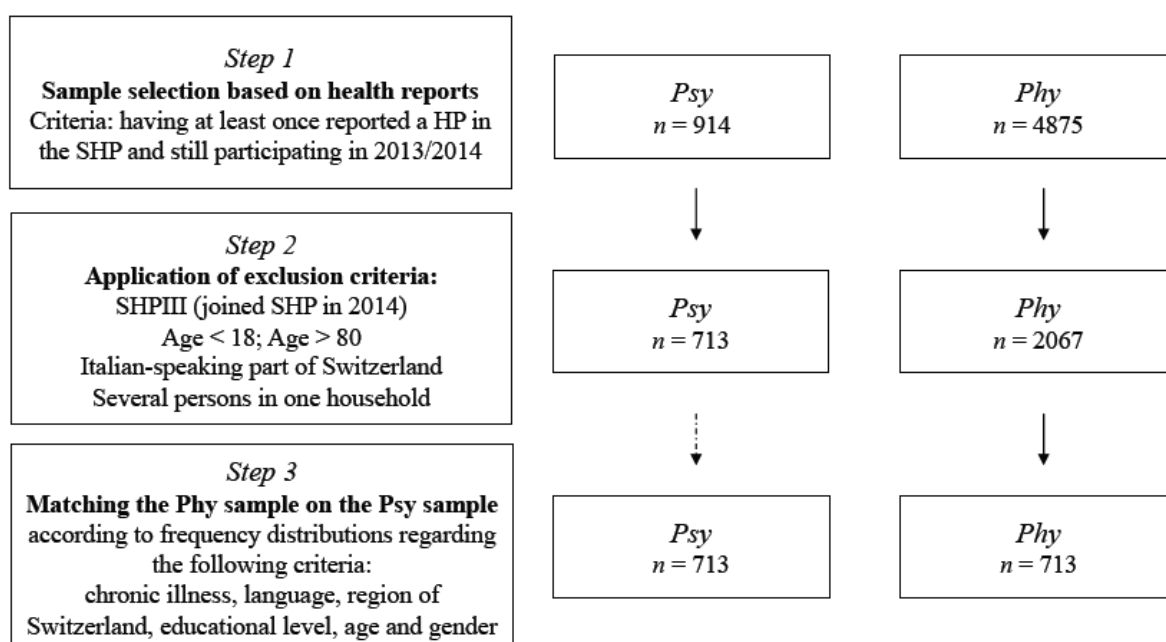 Step 1
Sample selection based on health reports
Criteria: having at least once reported a HP in
the SHP and still participating in 2013/2014
Psy
n = 914
Phy
n = 4875
Step 2
Application of exclusion criteria:
SHPIII (joined SHP in 2014)
Age < 18; Age > 80
Italian-speaking part of Switzerland
Several persons in one household
Psy
n = 713
Phy
n = 2067
Step 3
Matching the Phy sample on the Psy sample
according to frequency distributions regarding
the following criteria:
chronic illness, language, region of
Switzerland, educational level, age and gender
Psy
n = 713
Phy
n = 713